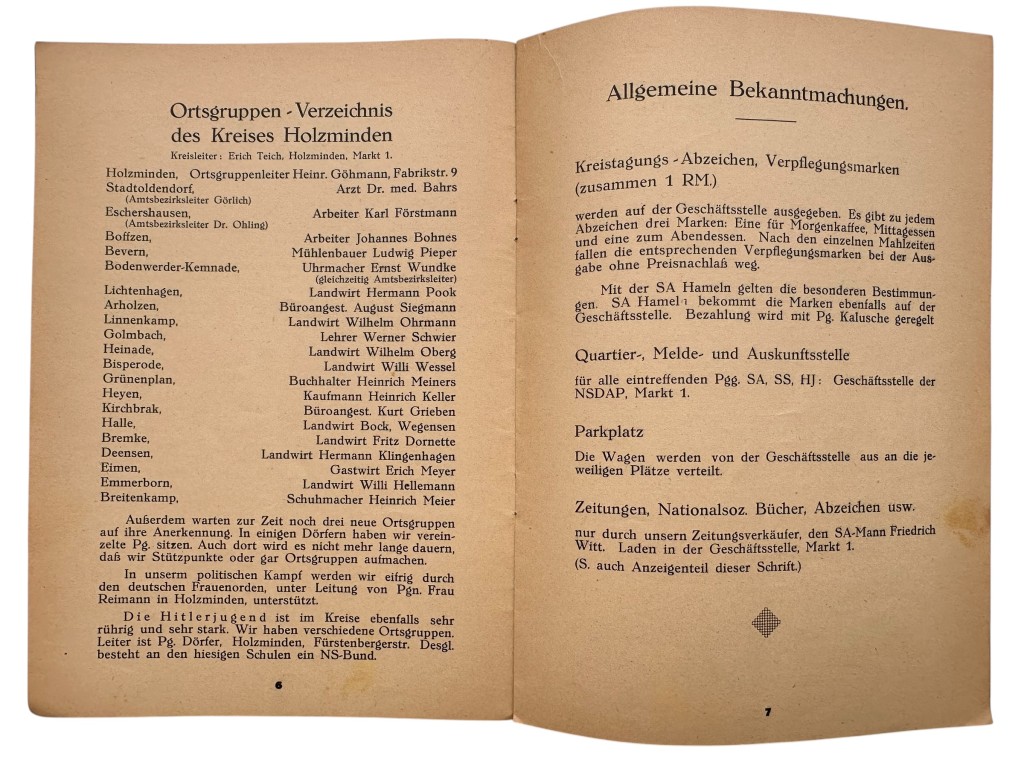 Ortsgruppen-Verzeichnis
des Kreises Holzminden
Kreisleiter: Erich Teich, Holzminden, Markt 1.
Holzminden, Ortsgruppenleiter Heinr. Göhmann, Fabrikstr. 9
Stadtoldendorf, Arzt Dr. med. Bahrs
(Amtsbezirksleiter Görlich)
Eschershausen, Arbeiter Karl Förstmann
(Amtsbezirksleiter Dr. Ohling)
Boffzen, Arbeiter Johannes Bohnes
Bevern, Mühlenbauer Ludwig Pieper
Bodenwerder-Kemnade, Uhrmacher Ernst Wundke
(gleichzeitig Amtsbezirksleiter)
Lichtenhagen, Landwirt Hermann Pook
Arholzen, Büroangest. August Siegmann
Linnenkamp, Landwirt Wilhelm Ohrmann
Golmbach, Lehrer Werner Schwier
Heinade, Landwirt Wilhelm Oberg
Bisperode, Landwirt Willi Wessel
Grünenplan, Buchhalter Heinrich Meiners
Heyen, Kaufmann Heinrich Keller
Kirchbrak, Büroangest. Kurt Grieben
Halle, Landwirt Bock, Wegensen
Bremke, Landwirt Fritz Dornette
Deensen, Landwirt Hermann Klingenhagen
Eimen, Gastwirt Erich Meyer
Emmerborn, Landwirt Willi Hellemann
Breitenkamp, Schuhmacher Heinrich Meier
Außerdem warten zur Zeit noch drei neue Ortsgruppen
auf ihre Anerkennung. In einigen Dörfern haben wir verein-
zelte Pg. sitzen. Auch dort wird es nicht mehr lange dauern,
daß wir Stützpunkte oder gar Ortsgruppen aufmachen.
In unserm politischen Kampf werden wir eifrig durch
den deutschen Frauenorden, unter Leitung von Pgn. Frau
Reimann in Holzminden, unterstützt.
Die Hitlerjugend ist im Kreise ebenfalls sehr
rührig und sehr stark. Wir haben verschiedene Ortsgruppen.
Leiter ist Pg. Dörfer, Holzminden, Fürstenbergerstr. Desgl.
besteht an den hiesigen Schulen ein NS-Bund.
6
Allgemeine Bekanntmachungen.
Kreistagungs-Abzeichen, Verpflegungsmarken
(zusammen 1 RM.)
werden auf der Geschäftsstelle ausgegeben. Es gibt zu jedem
Abzeichen drei Marken: Eine für Morgenkaffee, Mittagessen
und eine zum Abendessen. Nach den einzelnen Mahlzeiten
fallen die entsprechenden Verpflegungsmarken bei der Aus-
gabe ohne Preisnachlaß weg.
Mit der SA Hameln gelten die besonderen Bestimmun-
gen. SA Hameln bekommt die Marken ebenfalls auf der
Geschäftsstelle. Bezahlung wird mit Pg. Kalusche geregelt
Quartier-, Melde- und Auskunftsstelle
für alle eintreffenden Pgg. SA, SS, HJ: Geschäftsstelle der
NSDAP, Markt 1.
Parkplatz
Die Wagen werden von der Geschäftsstelle aus an die je-
weiligen Plätze verteilt.
Zeitungen, Nationalsoz. Bücher, Abzeichen usw.
nur durch unsern Zeitungsverkäufer, den SA-Mann Friedrich
Witt. Laden in der Geschäftsstelle, Markt 1.
(S. auch Anzeigenteil dieser Schrift.)
7